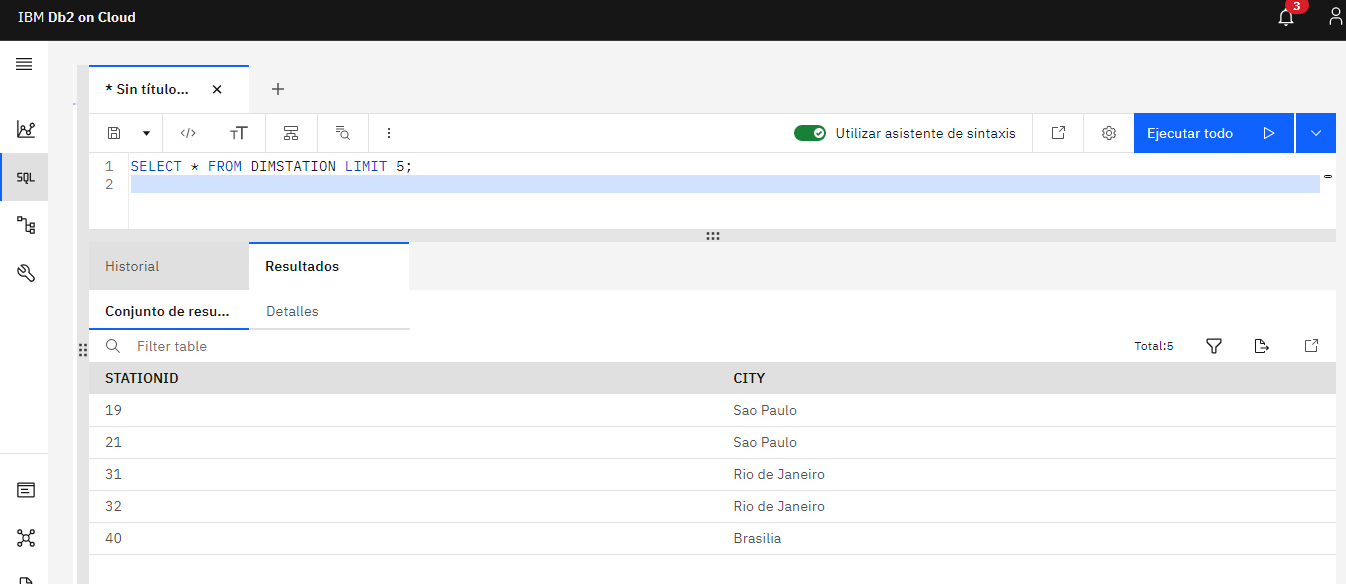 IBM Db2 on Cloud
3
* Sin título...
Utilizar asistente de sintaxis
Ejecutar todo
1 SELECT * FROM DIMSTATION LIMIT 5;
2
SQL
Historial
Resultados
Conjunto de resu...
Detalles
Filter table
Total:5
STATIONID CITY
19 Sao Paulo
21 Sao Paulo
31 Rio de Janeiro
32 Rio de Janeiro
40 Brasilia